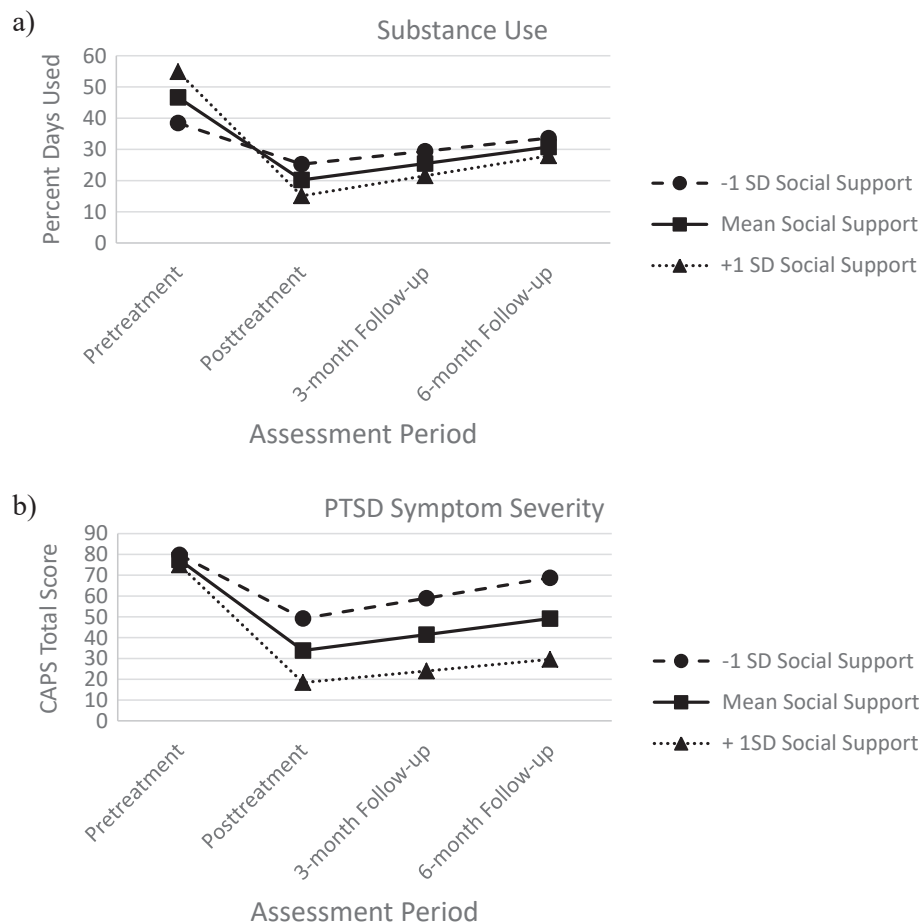 a)
Substance Use
Percent Days Used
60
50
40
30
20
10
0
Pretreatment
Posttreatment
3-month Follow-up
6-month Follow-up
Assessment Period
-1 SD Social Support
Mean Social Support
+1 SD Social Support
b)
PTSD Symptom Severity
CAPS Total Score
90
80
70
60
50
40
30
20
10
0
Pretreatment
Posttreatment
3-month Follow-up
6-month Follow-up
Assessment Period
-1 SD Social Support
Mean Social Support
+ 1SD Social Support